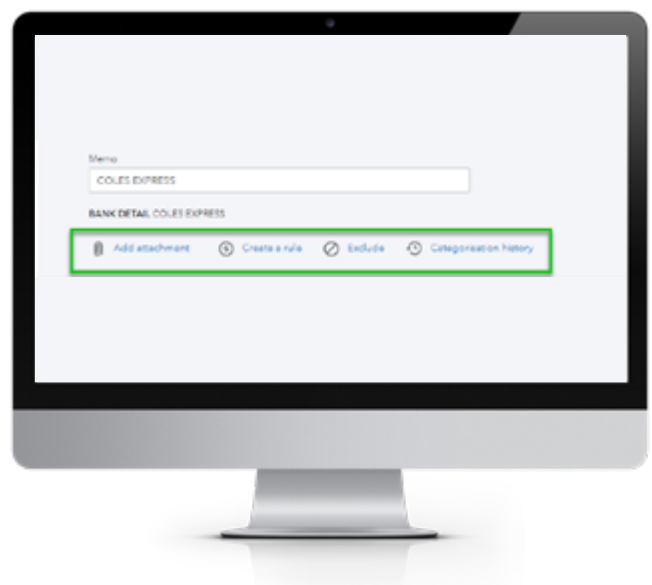 Memo
COLES EXPRESS
BANK DETAIL COLES EXPRESS
Add attachment Create a rule Exclude Categorisation history